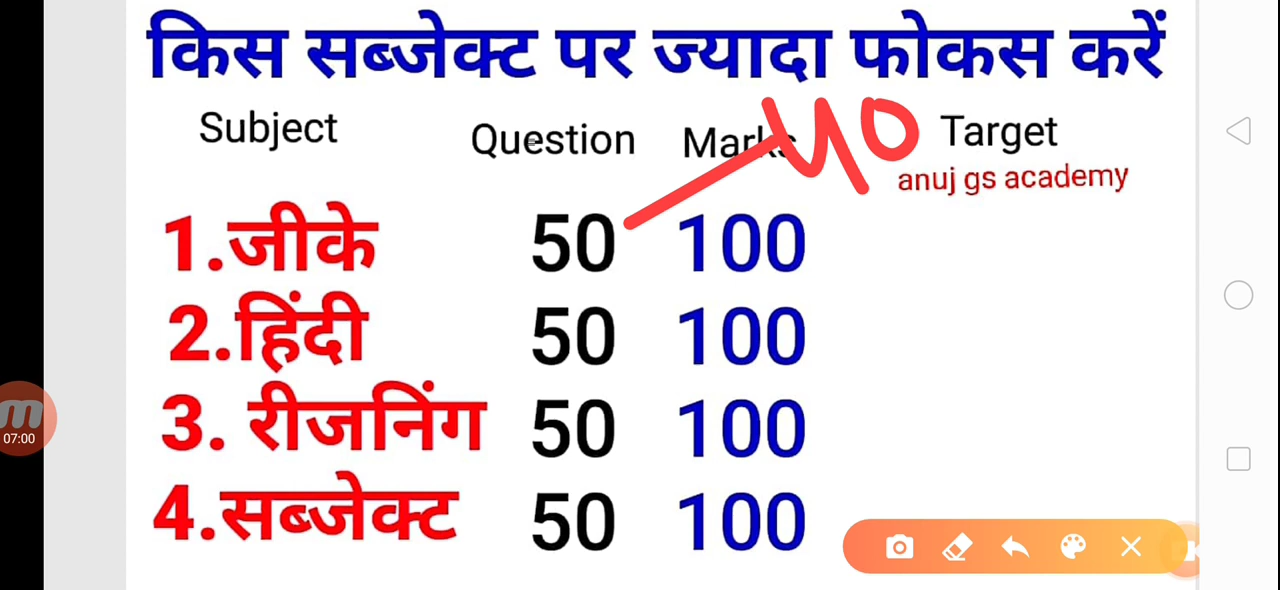 किस सब्जेक्ट पर ज्यादा फोकस करें
Subject Question Marks 40 Target
anuj gs academy
1.जीके 50 100
2.हिंदी 50 100
3. रीजनिंग 50 100
4.सब्जेक्ट 50 100
m
07:00